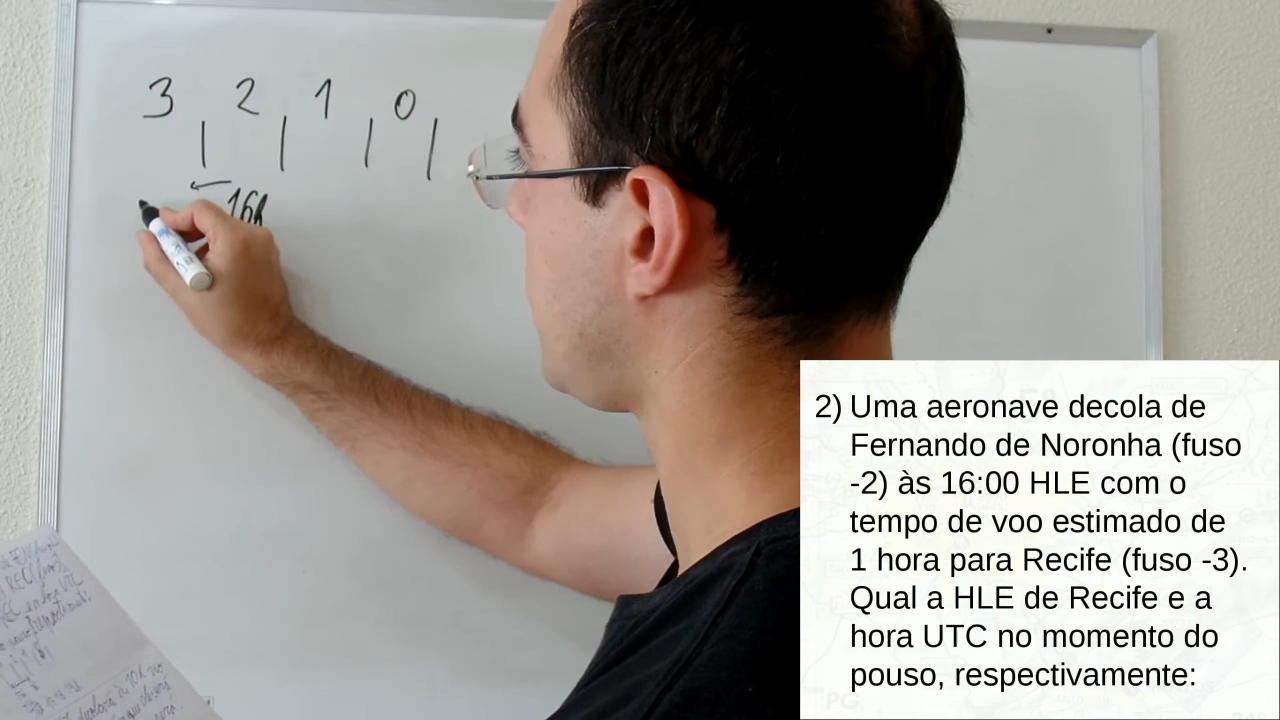 3 2 1 0
16h
2) Uma aeronave decola de
Fernando de Noronha (fuso
-2) às 16:00 HLE com o
tempo de voo estimado de
1 hora para Recife (fuso -3).
Qual a HLE de Recife e a
hora UTC no momento do
pouso, respectivamente: